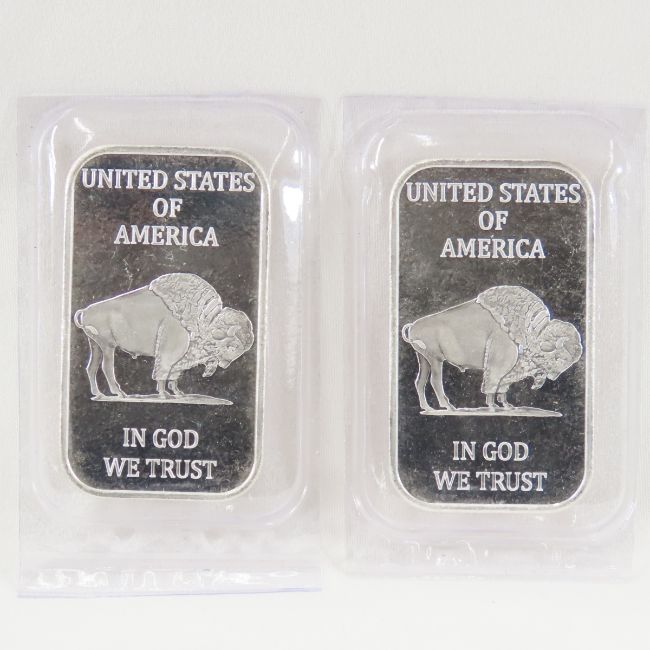 UNITED STATES
OF
AMERICA
IN GOD
WE TRUST
UNITED STATES
OF
AMERICA
IN GOD
WE TRUST